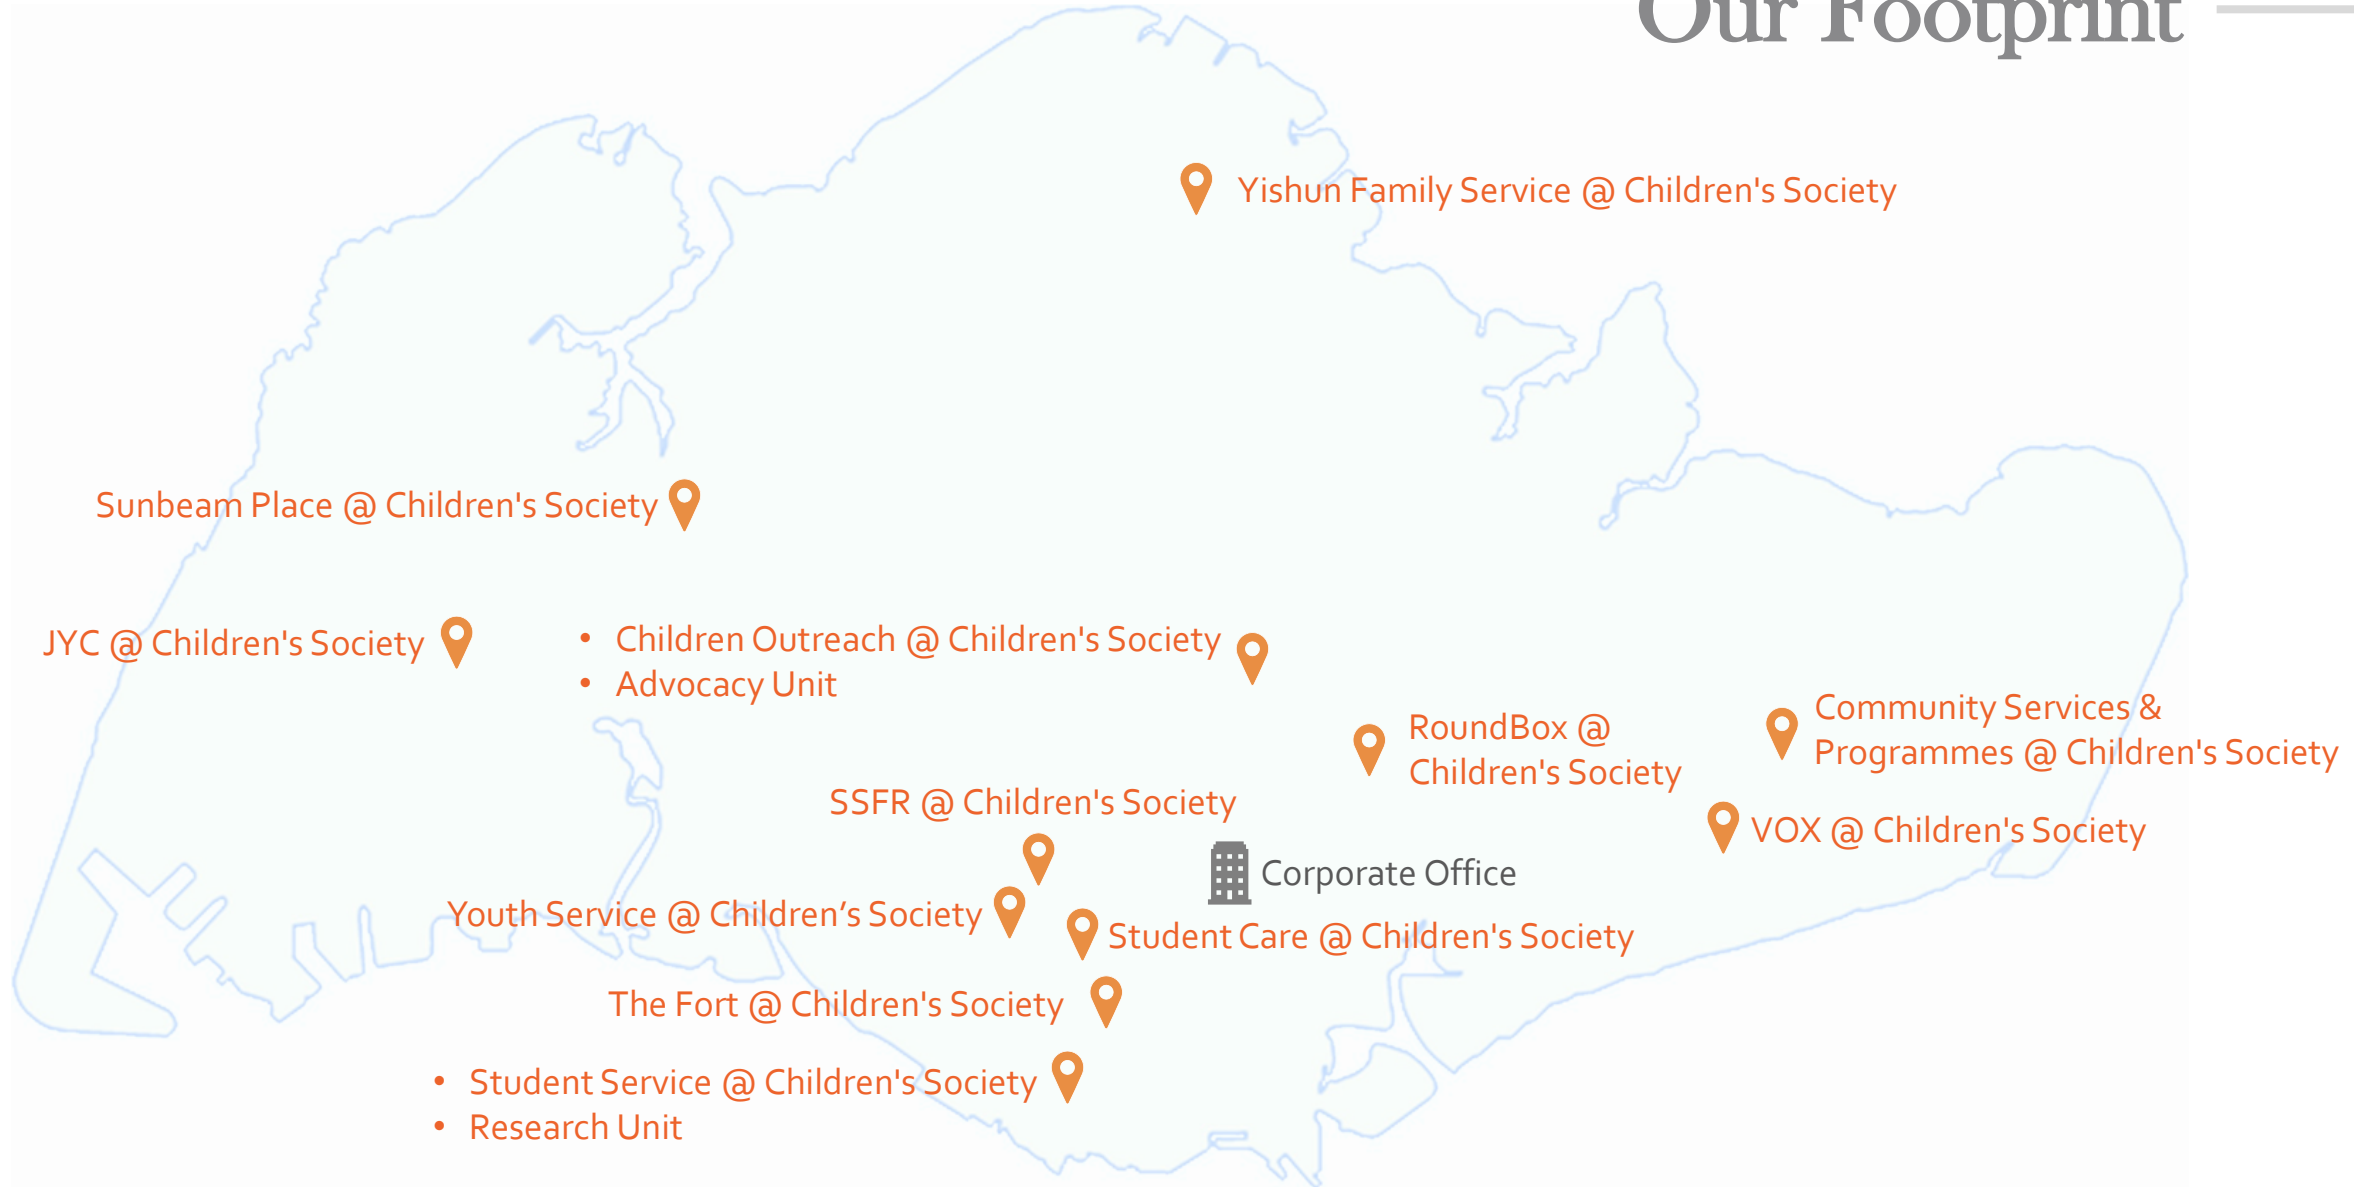 Our Footprint
Yishun Family Service @ Children's Society
Sunbeam Place @ Children's Society
JYC @ Children's Society
• Children Outreach @ Children's Society
• Advocacy Unit
RoundBox @
Children's Society
Community Services &
Programmes @ Children's Society
SSFR @ Children's Society
VOX @ Children's Society
Corporate Office
Youth Service @ Children’s Society
Student Care @ Children's Society
The Fort @ Children's Society
• Student Service @ Children's Society
• Research Unit